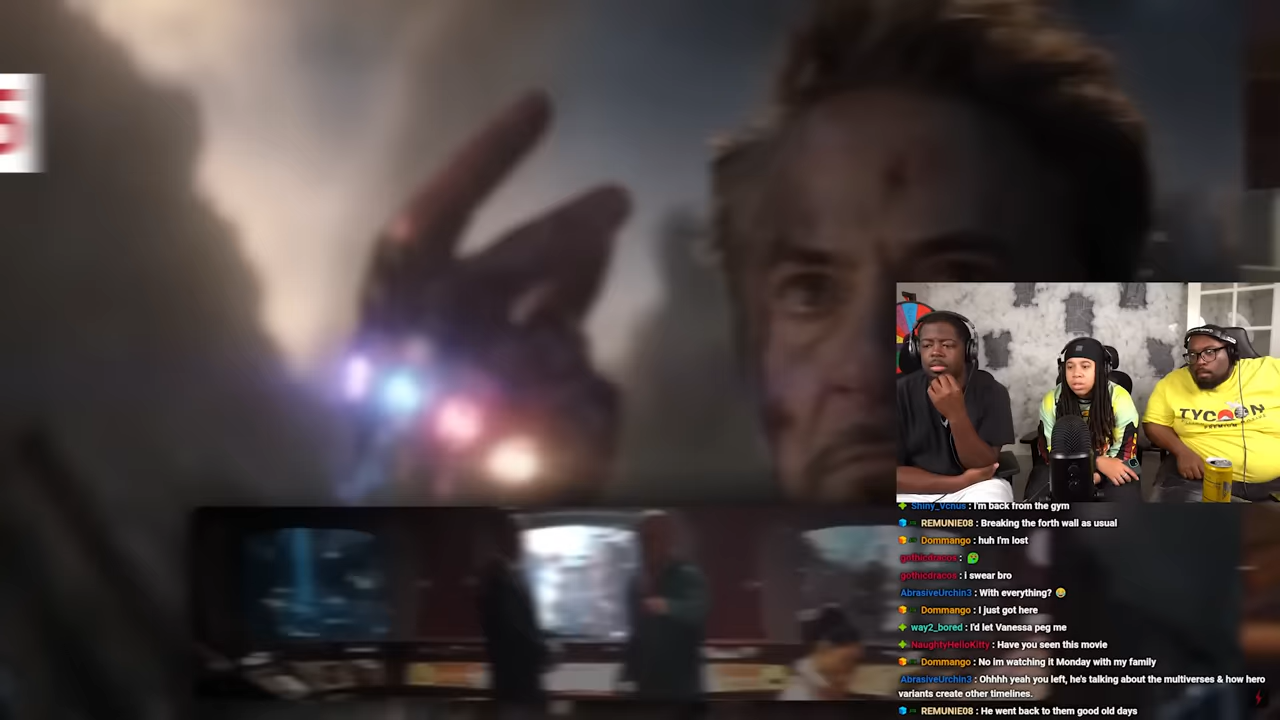 5
TYCOON
Shiny_Venus : I'm back from the gym
REMUNIE08 : Breaking the forth wall as usual
Dommango : huh I'm lost
gothicdracos :
gothicdracos : i swear bro
AbrasiveUrchin3 : With everything? 😂
Dommango : I just got here
way2_bored : I'd let Vanessa peg me
NaughtyHelloKitty : Have you seen this movie
Dommango : No im watching it Monday with my family
AbrasiveUrchin3 : Ohhhh yeah you left, he's talking about the multiverses & how hero
variants create other timelines.
REMUNIE08 : He went back to them good old days